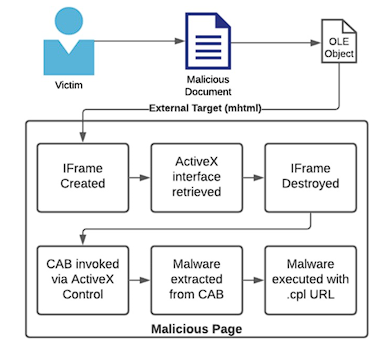 OLE
Object
Victim
Malicious
Document
External Target (mhtml)
IFrame
Created
ActiveX
interface
retrieved
IFrame
Destroyed
CAB invoked
via ActiveX
Control
Malware
extracted
from CAB
Malware
executed with
.cpl URL
Malicious Page